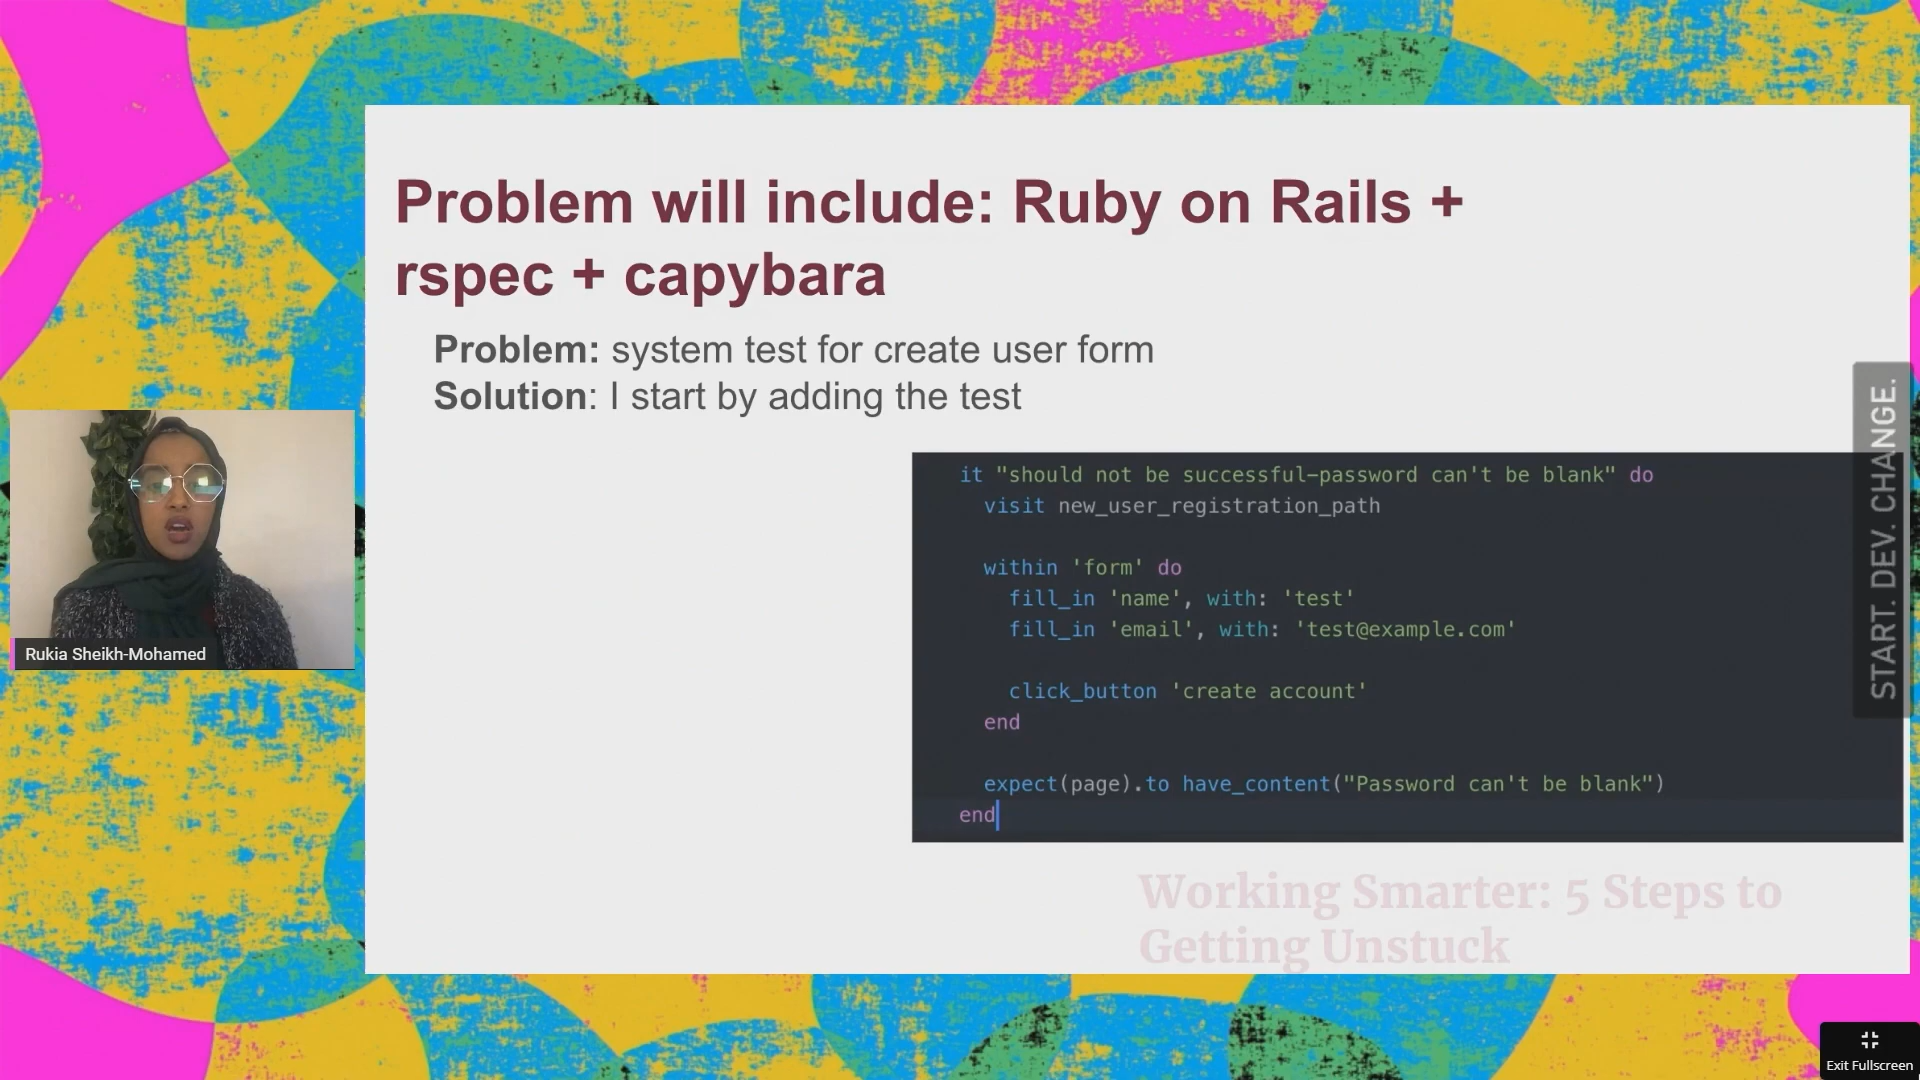 Problem will include: Ruby on Rails +
rspec + capybara
Problem: system test for create user form
Solution: I start by adding the test
it "should not be successful-password can't be blank" do
visit new_user_registration_path
within 'form' do
fill_in 'name', with: 'test'
fill_in 'email', with: 'test@example.com'
click_button 'create account'
end
expect(page).to have_content("Password can't be blank")
end
START. DEV. CHANGE.
Rukia Sheikh-Mohamed
Working Smarter: 5 Steps to
Getting Unstuck
Exit Fullscreen